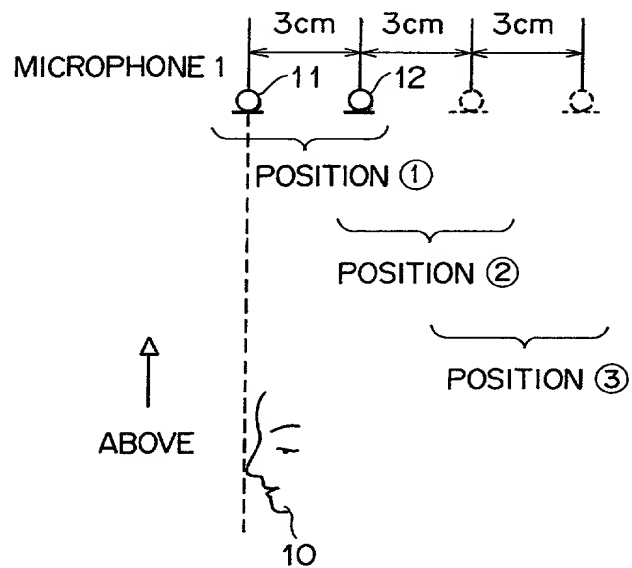 3cm 3cm 3cm
MICROPHONE 1 11 12
POSITION ①
POSITION ②
POSITION ③
ABOVE
10